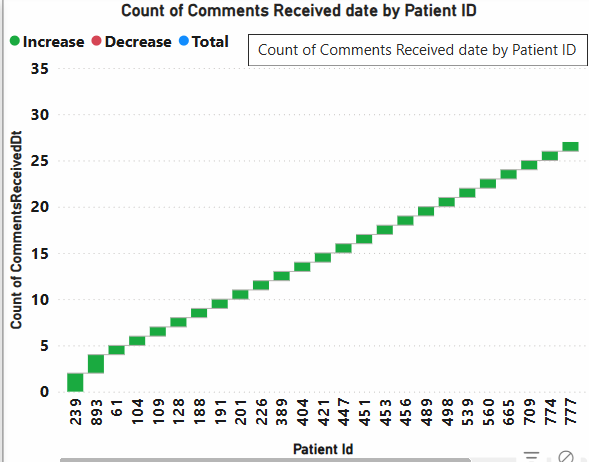 Count of Comments Received date by Patient ID
Increase Decrease Total
Count of Comments Received date by Patient ID
Count of CommentsReceivedDt
35
30
25
20
15
10
5
0
239 893 61 104 109 128 188 191 201 226 389 404 421 447 451 453 456 489 498 539 560 665 709 774 777
Patient Id